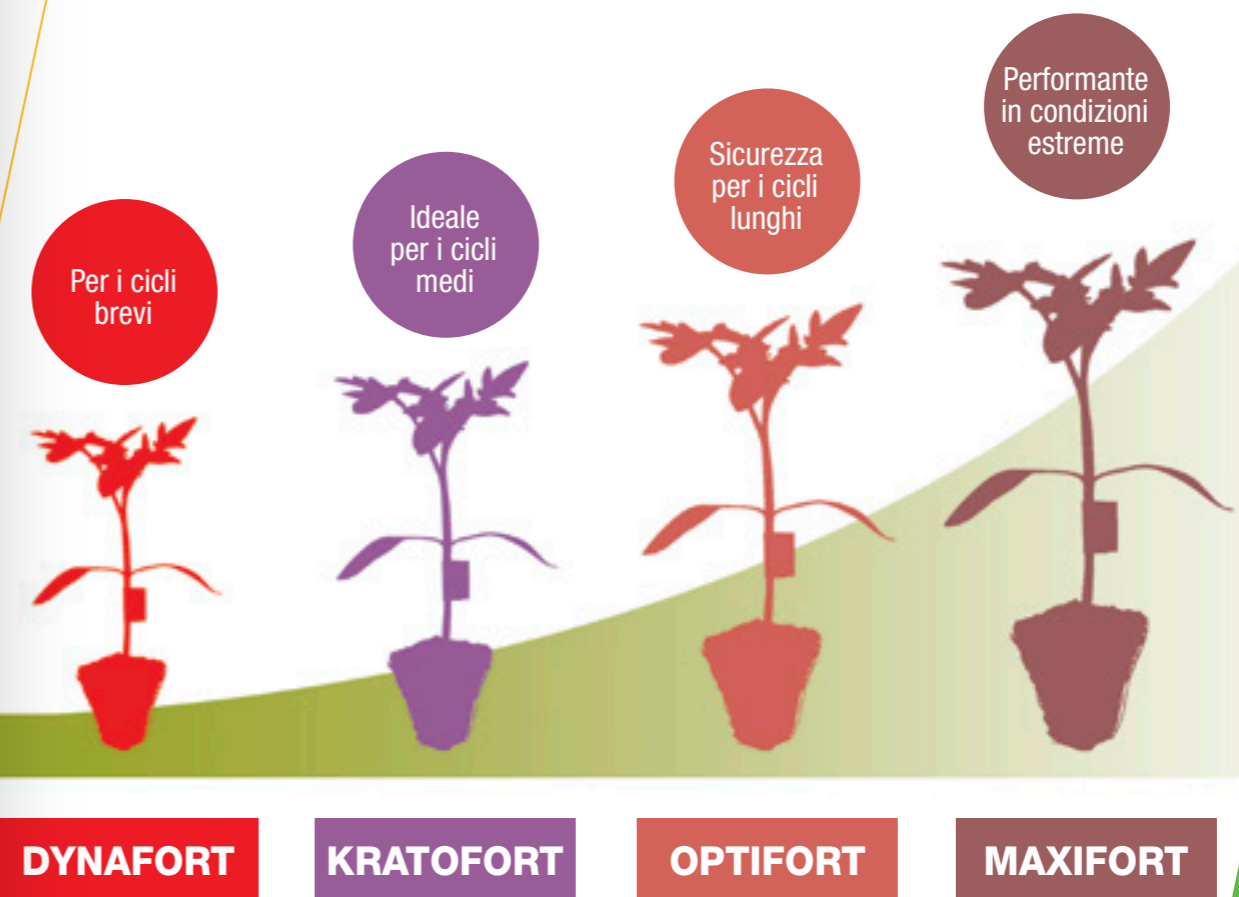 Per i cicli
brevi
Ideale
per i cicli
medi
Sicurezza
per i cicli
lunghi
Performante
in condizioni
estreme
DYNAFORT
KRATOFORT
OPTIFORT
MAXIFORT